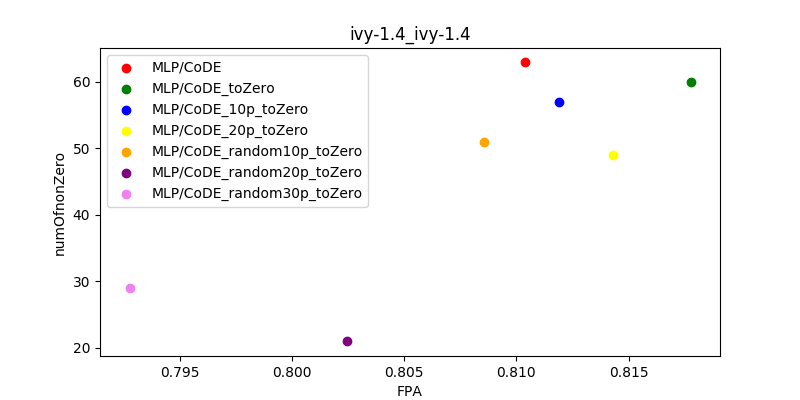 ivy-1.4_ivy-1.4
MLP/CoDE
MLP/CoDE_toZero
MLP/CoDE_10p_toZero
MLP/CoDE_20p_toZero
MLP/CoDE_random10p_toZero
MLP/CoDE_random20p_toZero
MLP/CoDE_random30p_toZero
numOfnonZero
60
50
40
30
20
0.795 0.800 0.805 0.810 0.815
FPA